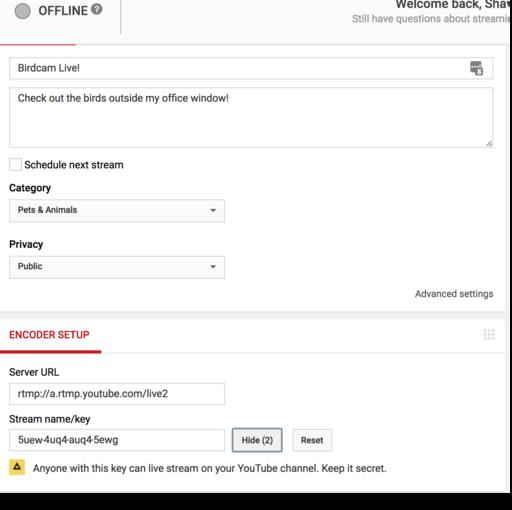 OFFLINE
Welcome back, Shaw
Still have questions about streami
Birdcam Live!
Check out the birds outside my office window!
Schedule next stream
Category
Pets & Animals
Privacy
Public
Advanced settings
ENCODER SETUP
Server URL
rtmp://a.rtmp.youtube.com/live2
Stream name/key
5uew-4uq4-auq4-5ewg
Hide (2)
Reset
Anyone with this key can live stream on your YouTube channel. Keep it secret.